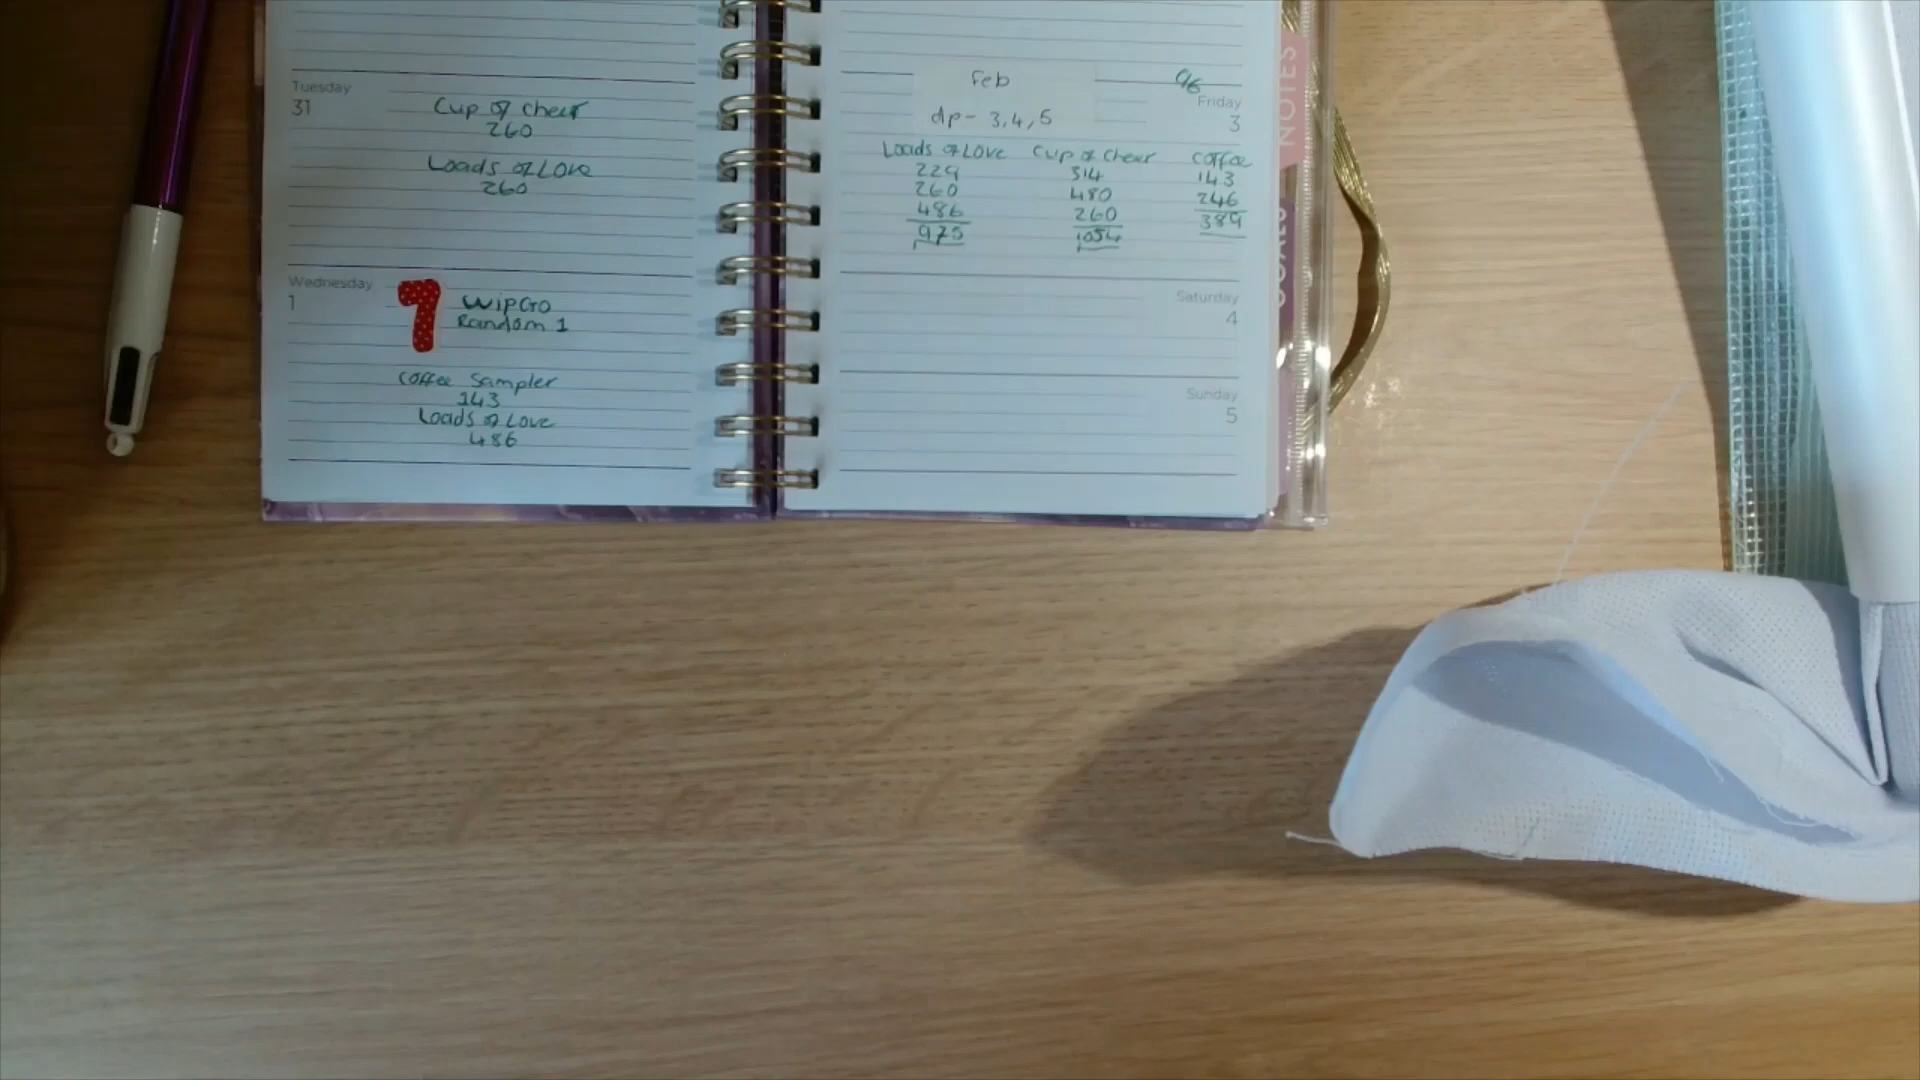 Tuesday
31
Cup of Cheer
260
Loads of Love
260
Wednesday
1
WipGo
Random 1
Coffee Sampler
143
Loads of Love
486
Feb
dp - 3,4,5
Friday
3
Loads of Love Cup of Cheer Coffee
229 314 143
260 480 246
486 260 389
975 1054
Saturday
4
Sunday
5
NOTES
GOALS